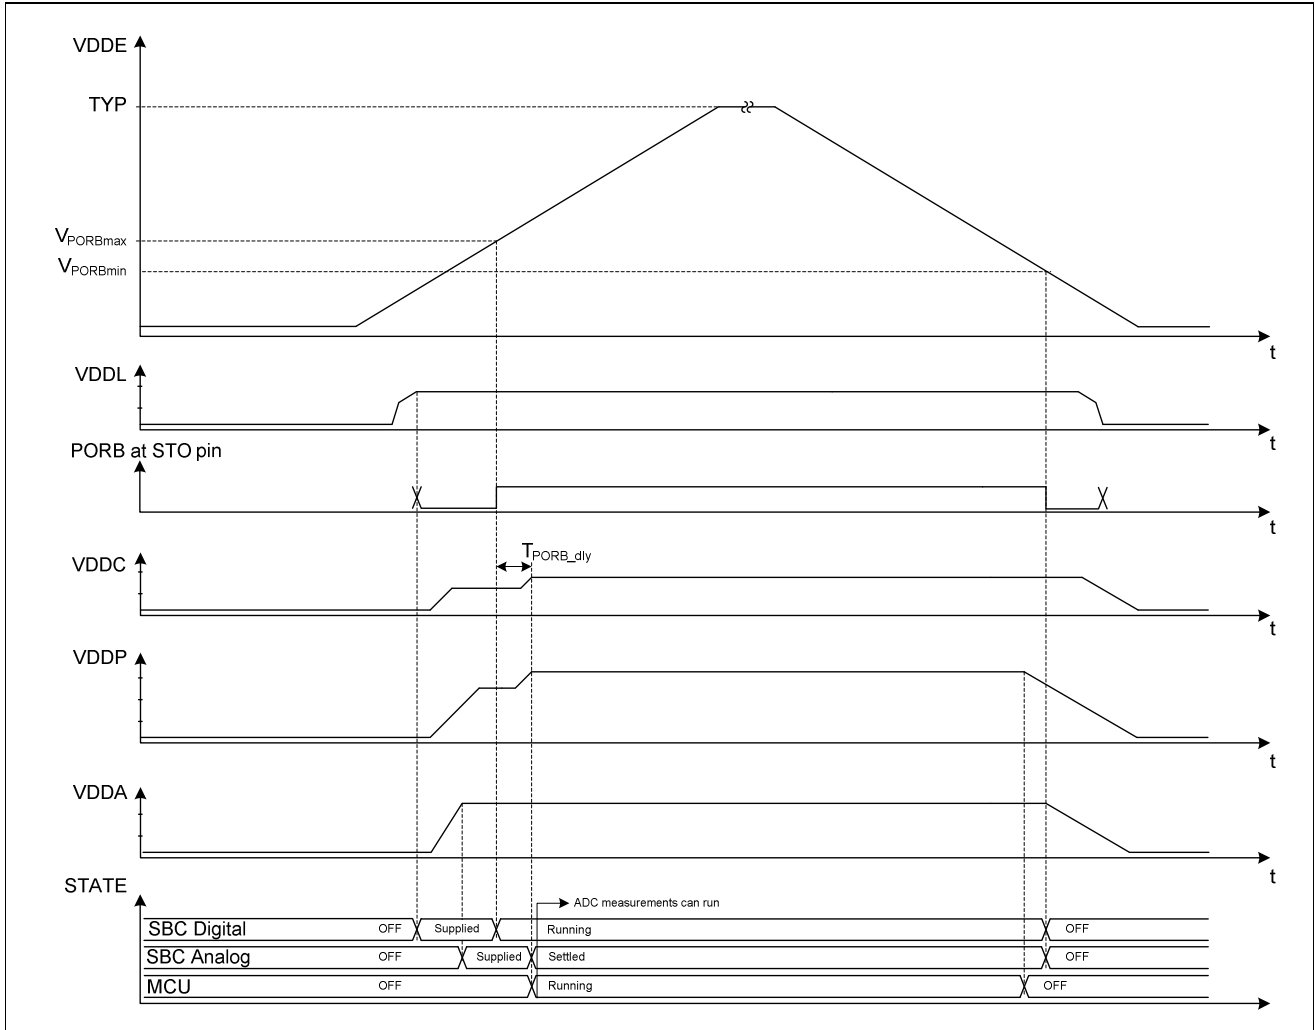 VDDE
TYP
VPORBmax
VPORBmin
t
VDDL
t
PORB at STO pin
t
TPORB_dly
VDDC
t
VDDP
t
VDDA
t
STATE
ADC measurements can run
SBC Digital OFF Supplied Running OFF
SBC Analog OFF Supplied Settled OFF
MCU OFF Running OFF